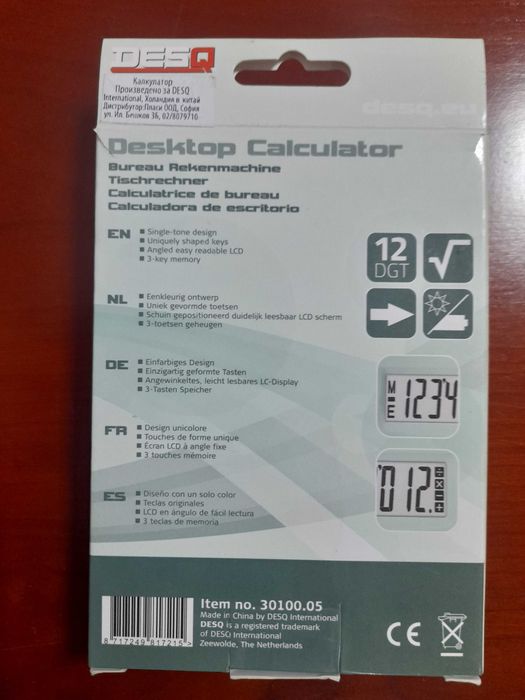 DESQ
Калкулатор
Произведено за DESQ
International, Холандия в китай
Дистрибутор:Пласи ООД, София
ул. Ил. Бешков 3Б, 02/8079710
desq.eu
Desktop Calculator
Bureau Rekenmachine
Tischrechner
Calculatrice de bureau
Calculadora de escritorio
EN
Single-tone design
Uniquely shaped keys
Angled easy readable LCD
3-key memory
12
DGT
√
NL
Eenkleurig ontwerp
Uniek gevormde toetsen
Schuin gepositioneerd duidelijk leesbaar LCD scherm
3-toetsen geheugen
DE
Einfarbiges Design
Einzigartig geformte Tasten
Angewinkeltes, leicht lesbares LC-Display
3-Tasten Speicher
M
E
1234
FR
Design unicolore
Touches de forme unique
Écran LCD à angle fixe
3 touches mémoire
ES
Diseño con un solo color
Teclas originales
LCD en ángulo de fácil lectura
3 teclas de memoria
012.
÷
×
−
+
Item no. 30100.05
Made in China by DESQ International
DESQ is a registered trademark
of DESQ International
Zeewolde, The Netherlands
8 717249 817215 >
CE